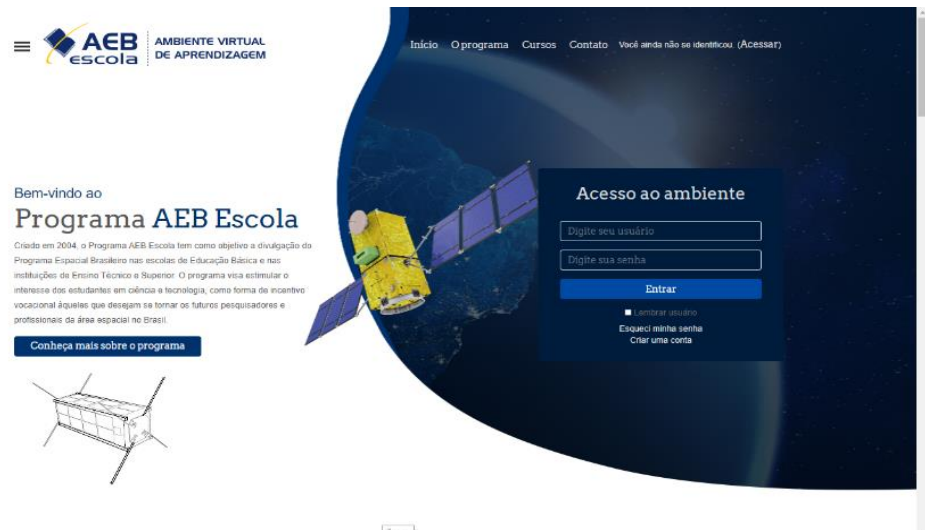 AEB
escola
AMBIENTE VIRTUAL
DE APRENDIZAGEM
Início O programa Cursos Contato Você ainda não se identificou. (Acessar)
Bem-vindo ao
Programa AEB Escola
Criado em 2004, o Programa AEB Escola tem como objetivo a divulgação do
Programa Espacial Brasileiro nas escolas de Educação Básica e nas
instituições de Ensino Técnico e Superior. O programa visa estimular o
interesse dos estudantes em ciência e tecnologia, como forma de incentivo
vocacional àqueles que desejam se tornar os futuros pesquisadores e
profissionais da área espacial no Brasil.
Conheça mais sobre o programa
Acesso ao ambiente
Digite seu usuário
Digite sua senha
Entrar
Lembrar usuário
Esqueci minha senha
Criar uma conta